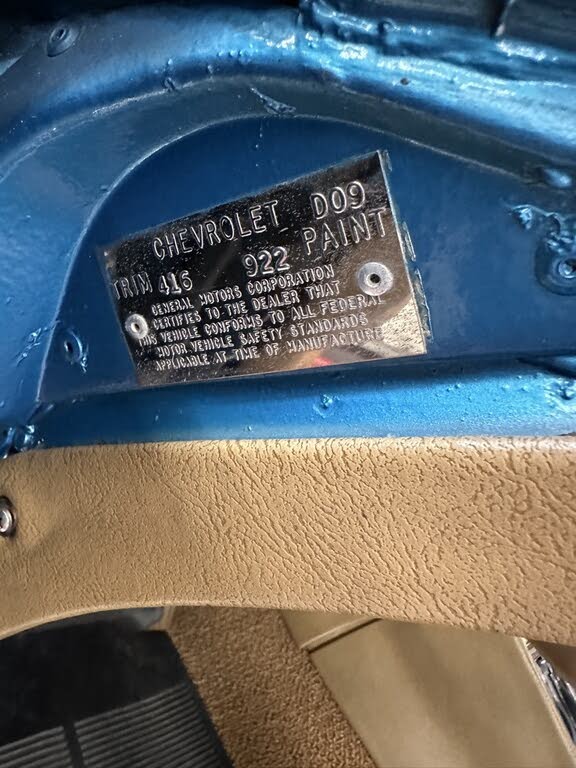 CHEVROLET D09
TRIM 416 922 PAINT
GENERAL MOTORS CORPORATION
CERTIFIES TO THE DEALER THAT
THIS VEHICLE CONFORMS TO ALL FEDERAL
MOTOR VEHICLE SAFETY STANDARDS
APPLICABLE AT TIME OF MANUFACTURE